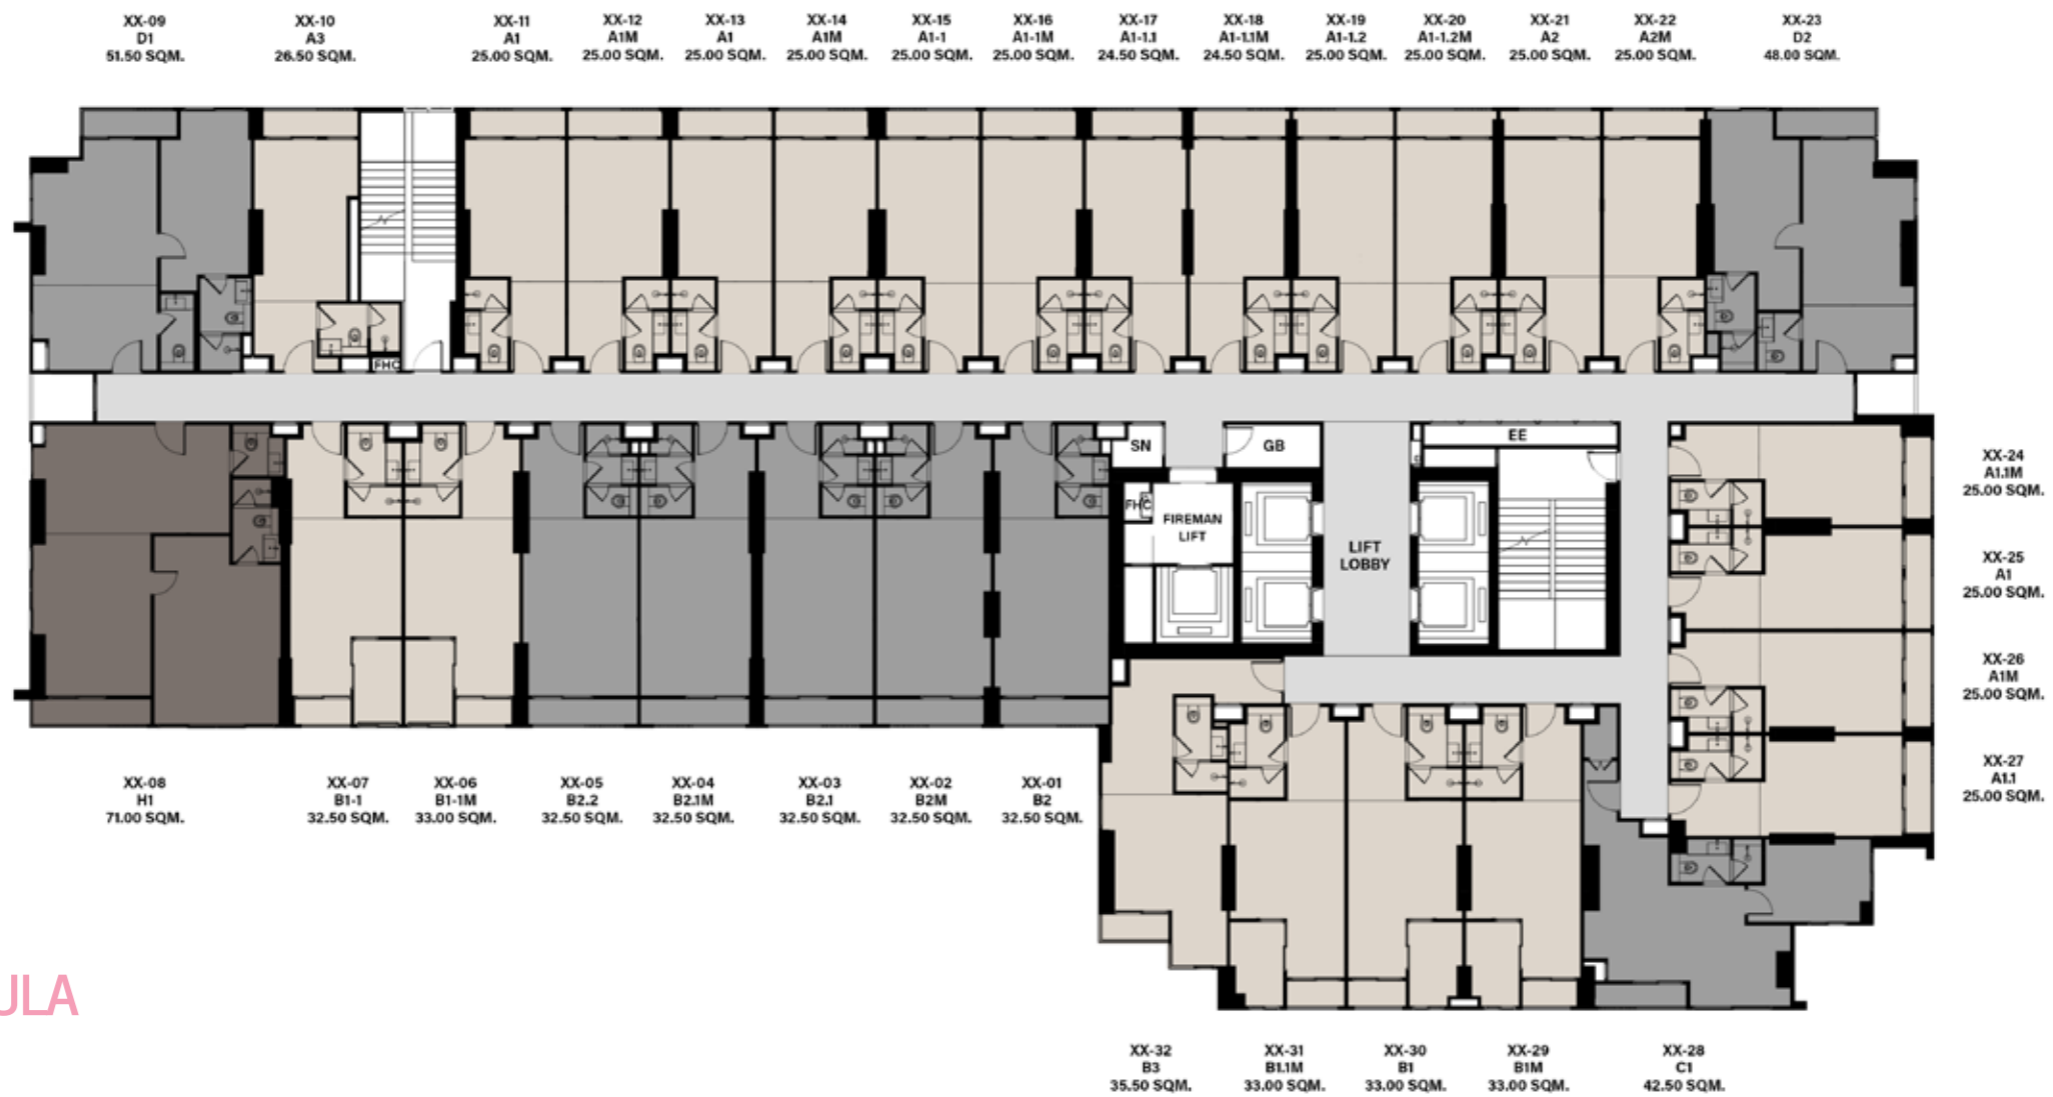 XX-09
D1
51.50 SQM.
XX-10
A3
26.50 SQM.
XX-11
A1
25.00 SQM.
XX-12
A1M
25.00 SQM.
XX-13
A1
25.00 SQM.
XX-14
A1M
25.00 SQM.
XX-15
A1-1
25.00 SQM.
XX-16
A1-1M
25.00 SQM.
XX-17
A1-1.1
24.50 SQM.
XX-18
A1-1.1M
24.50 SQM.
XX-19
A1-1.2
25.00 SQM.
XX-20
A1-1.2M
25.00 SQM.
XX-21
A2
25.00 SQM.
XX-22
A2M
25.00 SQM.
XX-23
D2
48.00 SQM.
FHC
SN
GB
EE
FHC
FIREMAN
LIFT
LIFT
LOBBY
XX-24
A1.1M
25.00 SQM.
XX-25
A1
25.00 SQM.
XX-26
A1M
25.00 SQM.
XX-27
A1.1
25.00 SQM.
XX-08
H1
71.00 SQM.
XX-07
B1-1
32.50 SQM.
XX-06
B1-1M
33.00 SQM.
XX-05
B2.2
32.50 SQM.
XX-04
B2.1M
32.50 SQM.
XX-03
B2.1
32.50 SQM.
XX-02
B2M
32.50 SQM.
XX-01
B2
32.50 SQM.
ULA
XX-32
B3
35.50 SQM.
XX-31
B1.1M
33.00 SQM.
XX-30
B1
33.00 SQM.
XX-29
B1M
33.00 SQM.
XX-28
C1
42.50 SQM.